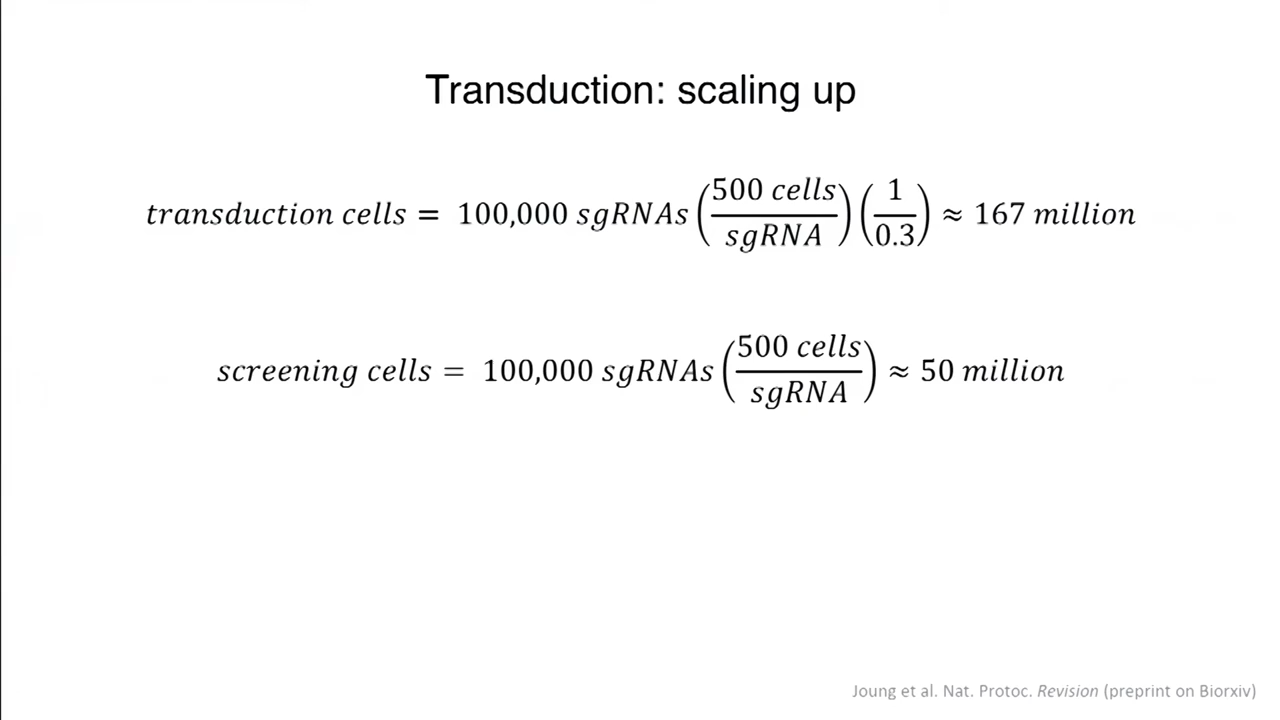 Transduction: scaling up
transduction cells = 100,000 sgRNAs (500 cells / sgRNA) (1 / 0.3) ≈ 167 million
screening cells = 100,000 sgRNAs (500 cells / sgRNA) ≈ 50 million
Joung et al. Nat. Protoc. Revision (preprint on Biorxiv)